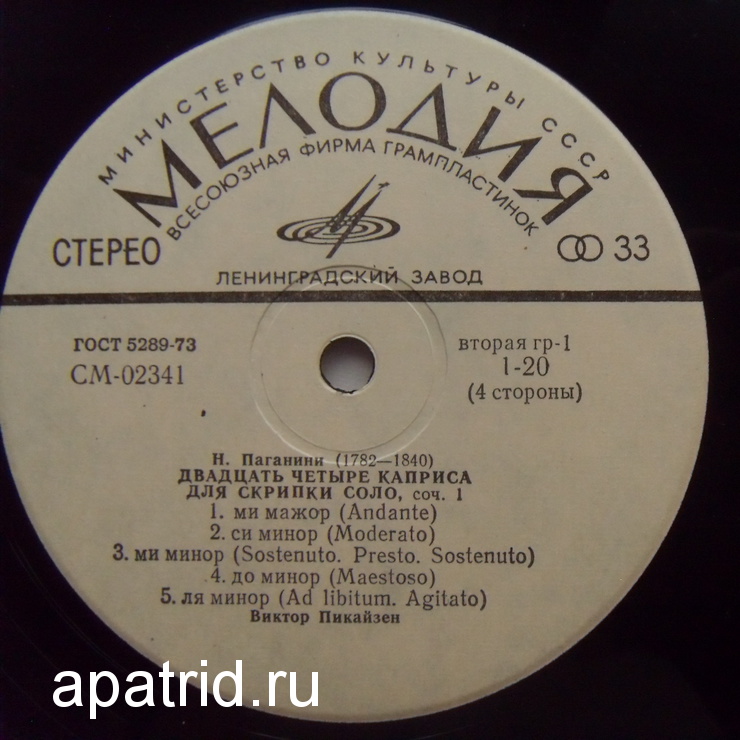 МИНИСТЕРСТВО КУЛЬТУРЫ СССР
МЕЛОДИЯ
ВСЕСОЮЗНАЯ ФИРМА ГРАМПЛАСТИНОК
СТЕРЕО
33
ЛЕНИНГРАДСКИЙ ЗАВОД
ГОСТ 5289-73
СМ-02341
вторая гр-1
1-20
(4 стороны)
Н. Паганини (1782—1840)
ДВАДЦАТЬ ЧЕТЫРЕ КАПРИСА
ДЛЯ СКРИПКИ СОЛО, соч. 1
1. ми мажор (Andante)
2. си минор (Moderato)
3. ми минор (Sostenuto. Presto. Sostenuto)
4. до минор (Maestoso)
5. ля минор (Ad libitum. Agitato)
Виктор Пикайзен
apatrid.ru